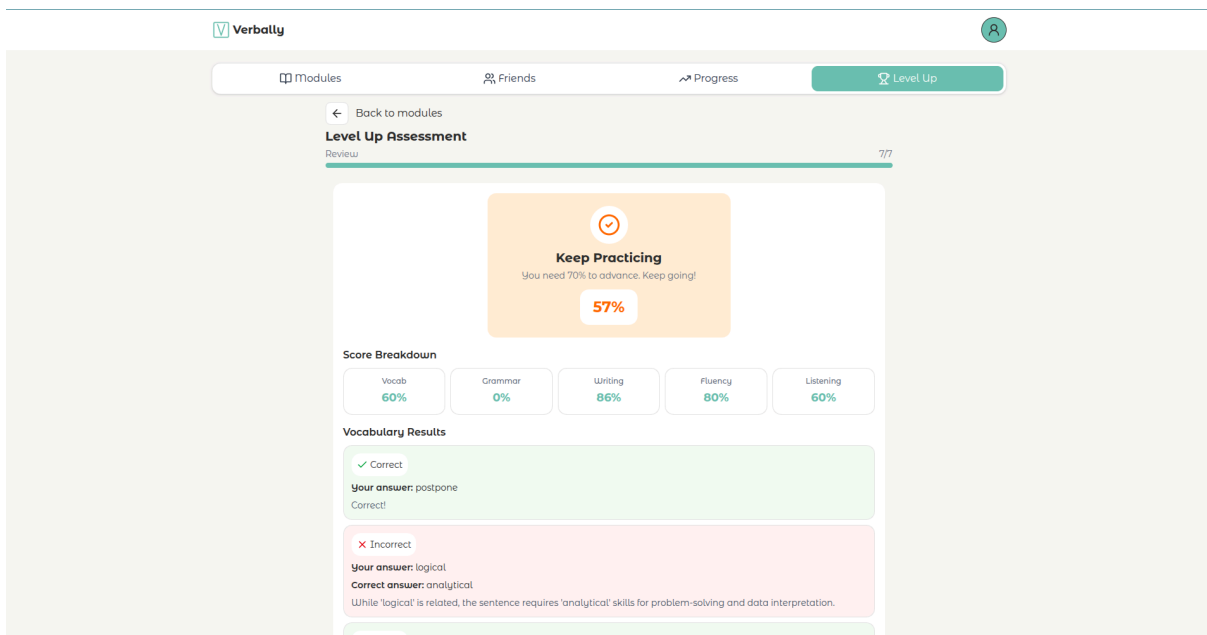 V Verbally
Modules Friends Progress Level Up
Back to modules
Level Up Assessment
Review 7/7
Keep Practicing
You need 70% to advance. Keep going!
57%
Score Breakdown
Vocab Grammar Writing Fluency Listening
60% 0% 86% 80% 60%
Vocabulary Results
Correct
Your answer: postpone
Correct!
Incorrect
Your answer: logical
Correct answer: analytical
While 'logical' is related, the sentence requires 'analytical' skills for problem-solving and data interpretation.